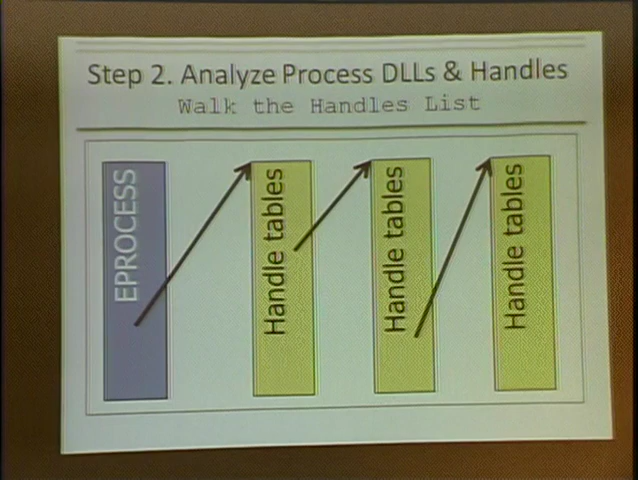 Step 2. Analyze Process DLLs & Handles
Walk the Handles List
EPROCESS
Handle tables
Handle tables
Handle tables